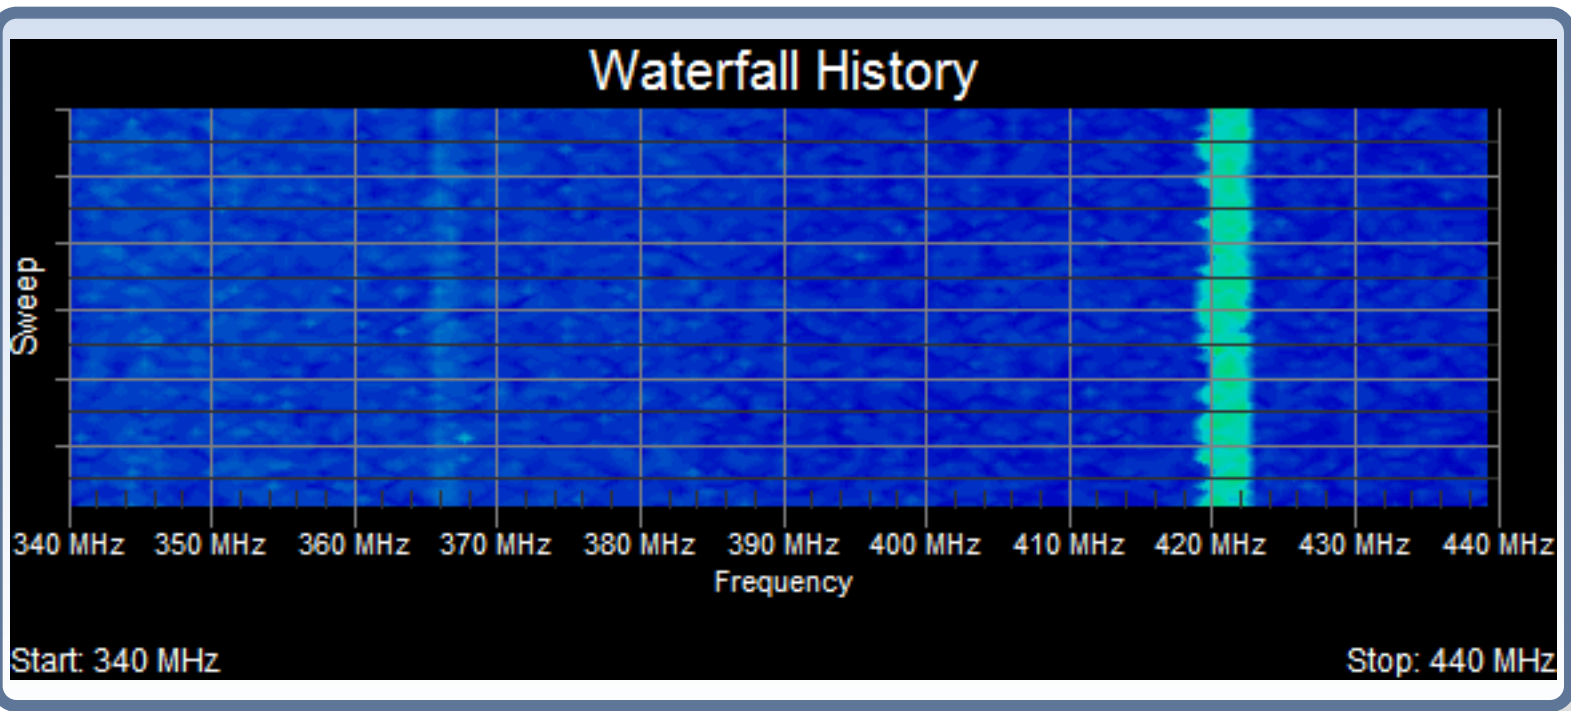 Waterfall History
Sweep
340 MHz 350 MHz 360 MHz 370 MHz 380 MHz 390 MHz 400 MHz 410 MHz 420 MHz 430 MHz 440 MHz
Frequency
Start: 340 MHz
Stop: 440 MHz